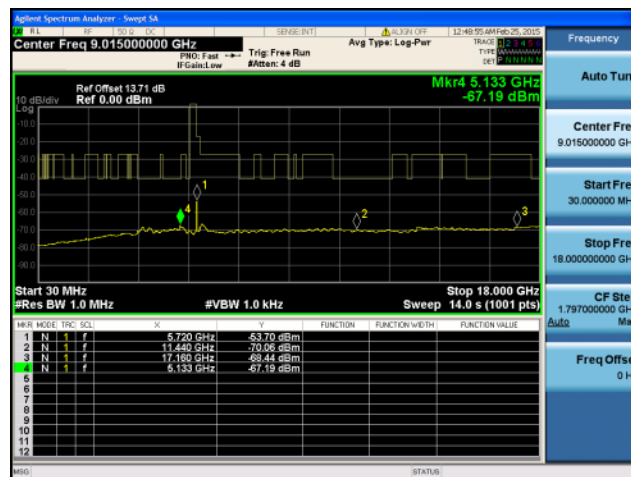 Agilent Spectrum Analyzer - Swept SA
RL RF 50 Ω DC SENSE:INT ALIGN OFF 12:48:55 AM Feb 25, 2015
Center Freq 9.015000000 GHz
PNO: Fast
IFGain:Low
Trig: Free Run
#Atten: 4 dB
Avg Type: Log-Pwr
TRACE 1 2 3 4 5 6
TYPE
DET P N N N N N
Frequency
Mkr4 5.133 GHz
-67.19 dBm
Ref Offset 13.71 dB
10 dB/div Ref 0.00 dBm
Log
-10.0
-20.0
-30.0
-40.0
-50.0
-60.0
-70.0
-80.0
-90.0
1
4
2
3
Start 30 MHz Stop 18.000 GHz
#Res BW 1.0 MHz #VBW 1.0 kHz Sweep 14.0 s (1001 pts)
MKR MODE TRC SCL X Y FUNCTION FUNCTION WIDTH FUNCTION VALUE
1 N 1 f 5.720 GHz -53.70 dBm
2 N 1 f 11.440 GHz -70.06 dBm
3 N 1 f 17.160 GHz -68.44 dBm
4 N 1 f 5.133 GHz -67.19 dBm
5
6
7
8
9
10
11
12
MSG STATUS
Auto Tun
Center Fre
9.015000000 GH
Start Fre
30.000000 MH
Stop Fre
18.000000000 GH
CF Ste
1.797000000 GH
Auto Ma
Freq Offse
0 H